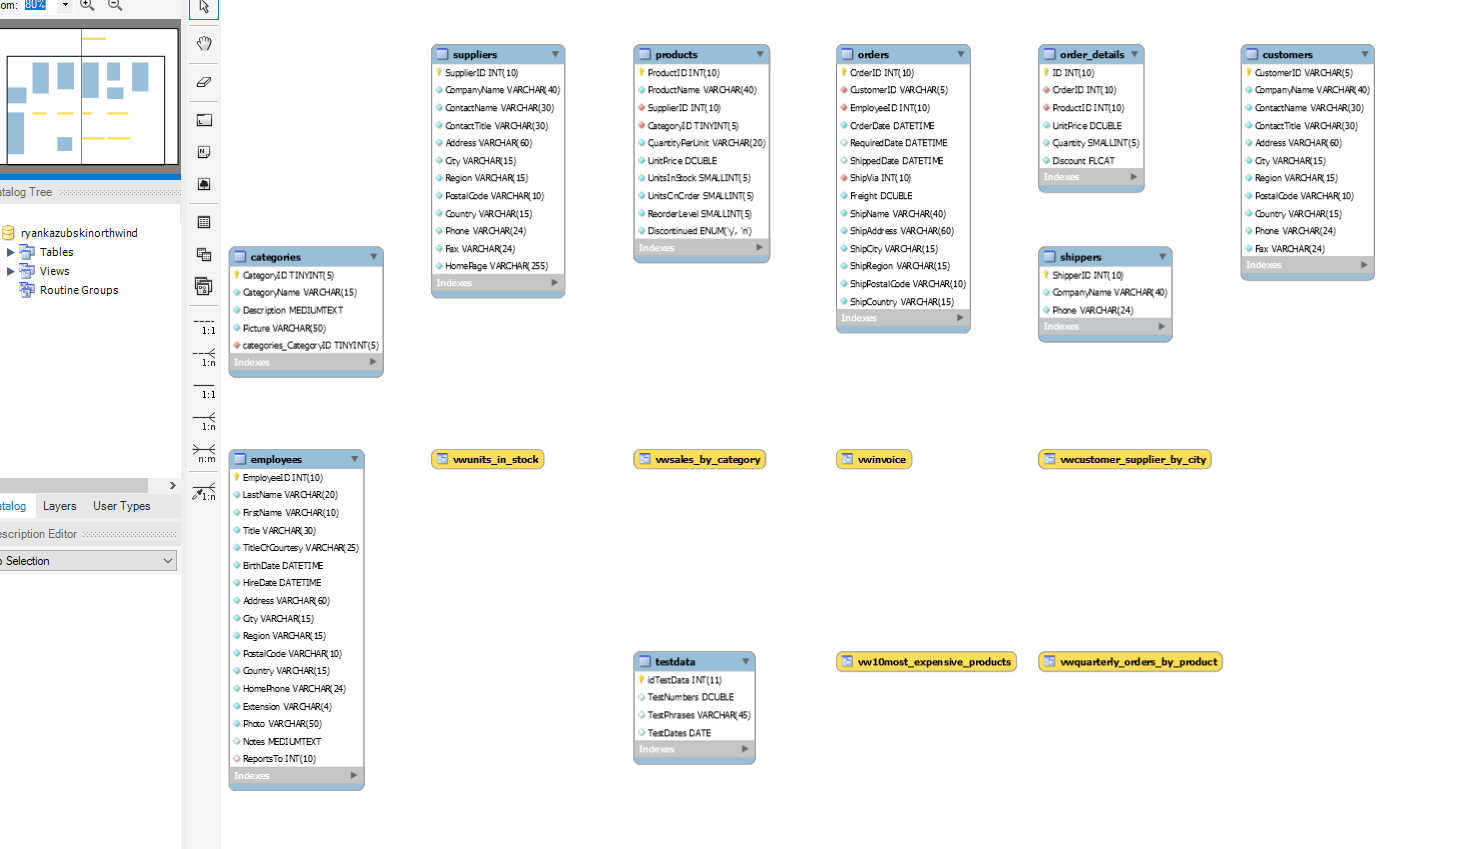 om: 80%
atalog Tree
ryankazubskinorthwind
Tables
Views
Routine Groups
atalog Layers User Types
escription Editor
o Selection
1:1
1:n
1:1
1:n
n:m
1:n
suppliers
SupplierID INT(10)
CompanyName VARCHAR(40)
ContactName VARCHAR(30)
ContactTitle VARCHAR(30)
Address VARCHAR(60)
City VARCHAR(15)
Region VARCHAR(15)
PostalCode VARCHAR(10)
Country VARCHAR(15)
Phone VARCHAR(24)
Fax VARCHAR(24)
HomePage VARCHAR(255)
Indexes
products
ProductID INT(10)
ProductName VARCHAR(40)
SupplierID INT(10)
CategoryID TINYINT(5)
QuantityPerUnit VARCHAR(20)
UnitPrice DOUBLE
UnitsInStock SMALLINT(5)
UnitsOnOrder SMALLINT(5)
ReorderLevel SMALLINT(5)
Discontinued ENUM('y', 'n')
Indexes
orders
OrderID INT(10)
CustomerID VARCHAR(5)
EmployeeID INT(10)
OrderDate DATETIME
RequiredDate DATETIME
ShippedDate DATETIME
ShipVia INT(10)
Freight DOUBLE
ShipName VARCHAR(40)
ShipAddress VARCHAR(60)
ShipCity VARCHAR(15)
ShipRegion VARCHAR(15)
ShipPostalCode VARCHAR(10)
ShipCountry VARCHAR(15)
Indexes
order_details
ID INT(10)
OrderID INT(10)
ProductID INT(10)
UnitPrice DOUBLE
Quantity SMALLINT(5)
Discount FLOAT
Indexes
customers
CustomerID VARCHAR(5)
CompanyName VARCHAR(40)
ContactName VARCHAR(30)
ContactTitle VARCHAR(30)
Address VARCHAR(60)
City VARCHAR(15)
Region VARCHAR(15)
PostalCode VARCHAR(10)
Country VARCHAR(15)
Phone VARCHAR(24)
Fax VARCHAR(24)
Indexes
categories
CategoryID TINYINT(5)
CategoryName VARCHAR(15)
Description MEDIUMTEXT
Picture VARCHAR(50)
categories_CategoryID TINYINT(5)
Indexes
shippers
ShipperID INT(10)
CompanyName VARCHAR(40)
Phone VARCHAR(24)
Indexes
employees
EmployeeID INT(10)
LastName VARCHAR(20)
FirstName VARCHAR(10)
Title VARCHAR(30)
TitleOfCourtesy VARCHAR(25)
BirthDate DATETIME
HireDate DATETIME
Address VARCHAR(60)
City VARCHAR(15)
Region VARCHAR(15)
PostalCode VARCHAR(10)
Country VARCHAR(15)
HomePhone VARCHAR(24)
Extension VARCHAR(4)
Photo VARCHAR(50)
Notes MEDIUMTEXT
ReportsTo INT(10)
Indexes
vwunits_in_stock
vwsales_by_category
vwinvoice
vwcustomer_supplier_by_city
testdata
idTestData INT(11)
TestNumbers DOUBLE
TestPhrases VARCHAR(45)
TestDates DATE
Indexes
vw10most_expensive_products
vwquarterly_orders_by_product